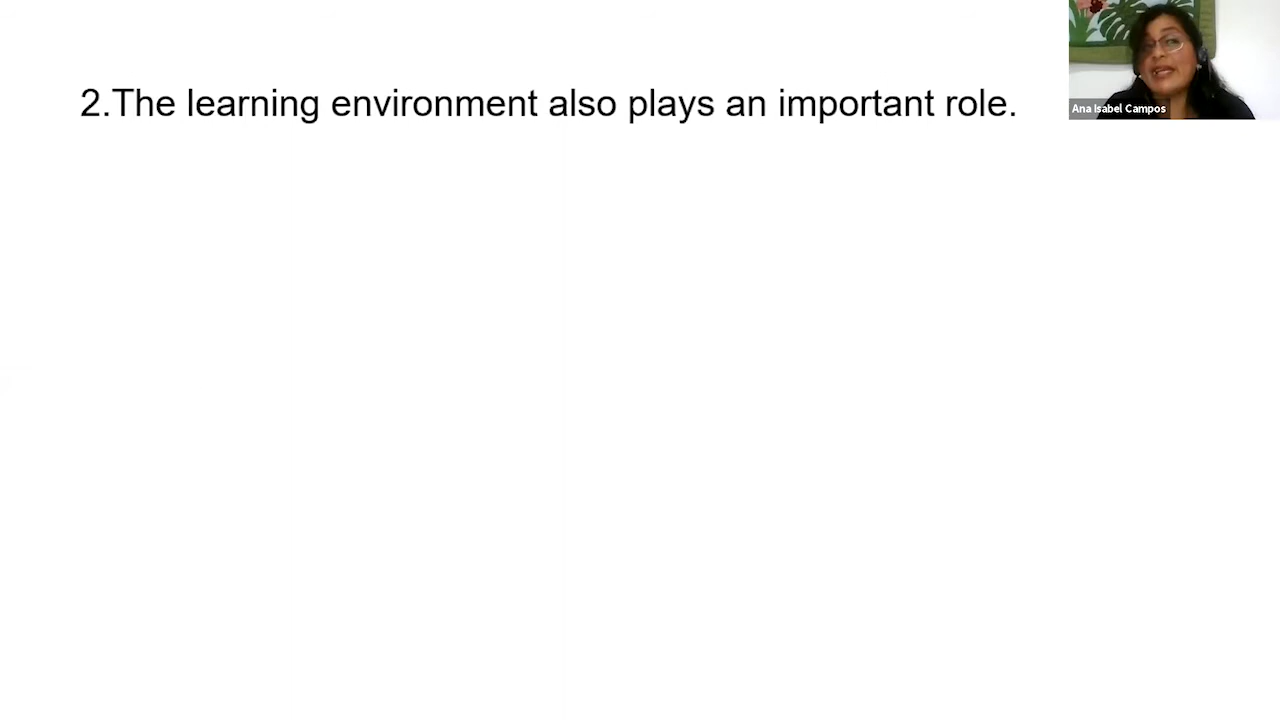 2.The learning environment also plays an important role.
Ana Isabel Campos